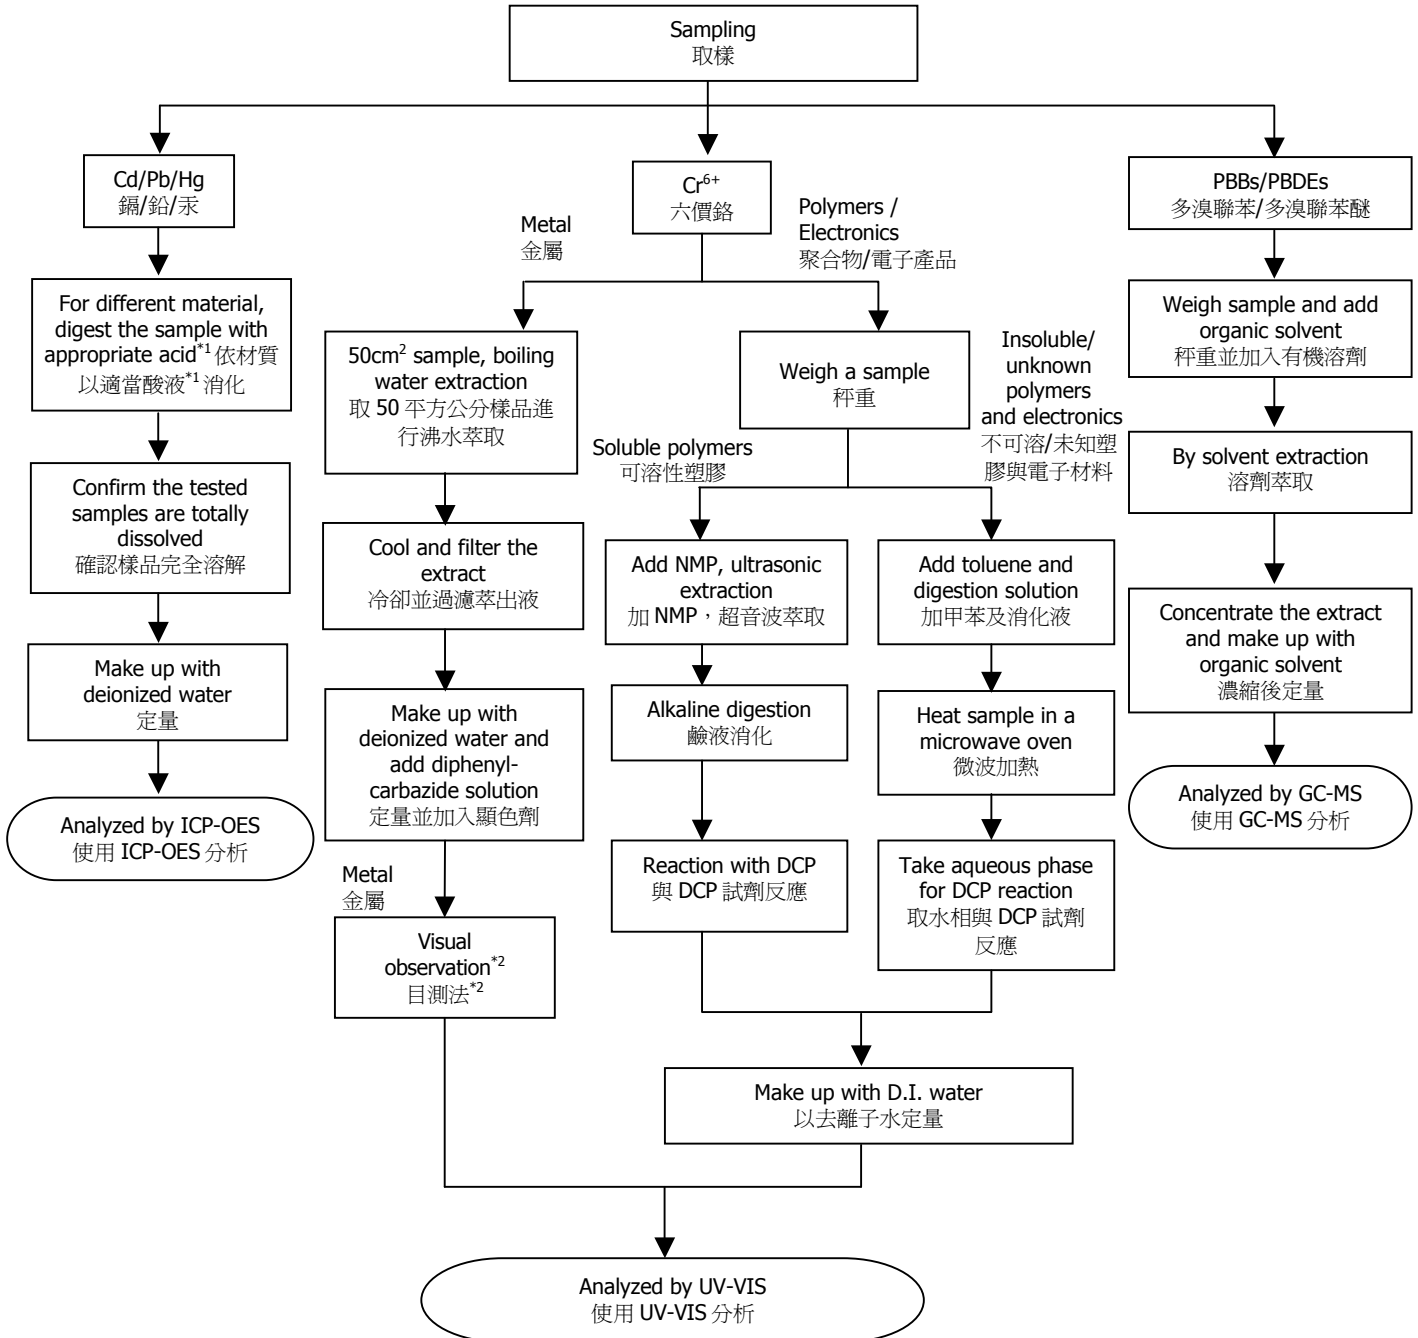 Sampling
取樣
Cd/Pb/Hg
鎘/鉛/汞
Cr6+
六價鉻
PBBs/PBDEs
多溴聯苯/多溴聯苯醚
Metal
金屬
Polymers /
Electronics
聚合物/電子產品
For different material,
digest the sample with
appropriate acid*1 依材質
以適當酸液*1 消化
50cm2 sample, boiling
water extraction
取 50 平方公分樣品進
行沸水萃取
Weigh a sample
秤重
Insoluble/
unknown
polymers
and electronics
不可溶/未知塑
膠與電子材料
Weigh sample and add
organic solvent
秤重並加入有機溶劑
Soluble polymers
可溶性塑膠
By solvent extraction
溶劑萃取
Confirm the tested
samples are totally
dissolved
確認樣品完全溶解
Cool and filter the
extract
冷卻並過濾萃出液
Add NMP, ultrasonic
extraction
加 NMP，超音波萃取
Add toluene and
digestion solution
加甲苯及消化液
Concentrate the extract
and make up with
organic solvent
濃縮後定量
Make up with
deionized water
定量
Make up with
deionized water and
add diphenyl-
carbazide solution
定量並加入顯色劑
Alkaline digestion
鹼液消化
Heat sample in a
microwave oven
微波加熱
Analyzed by GC-MS
使用 GC-MS 分析
Analyzed by ICP-OES
使用 ICP-OES 分析
Metal
金屬
Reaction with DCP
與 DCP 試劑反應
Take aqueous phase
for DCP reaction
取水相與 DCP 試劑
反應
Visual
observation*2
目測法*2
Make up with D.I. water
以去離子水定量
Analyzed by UV-VIS
使用 UV-VIS 分析